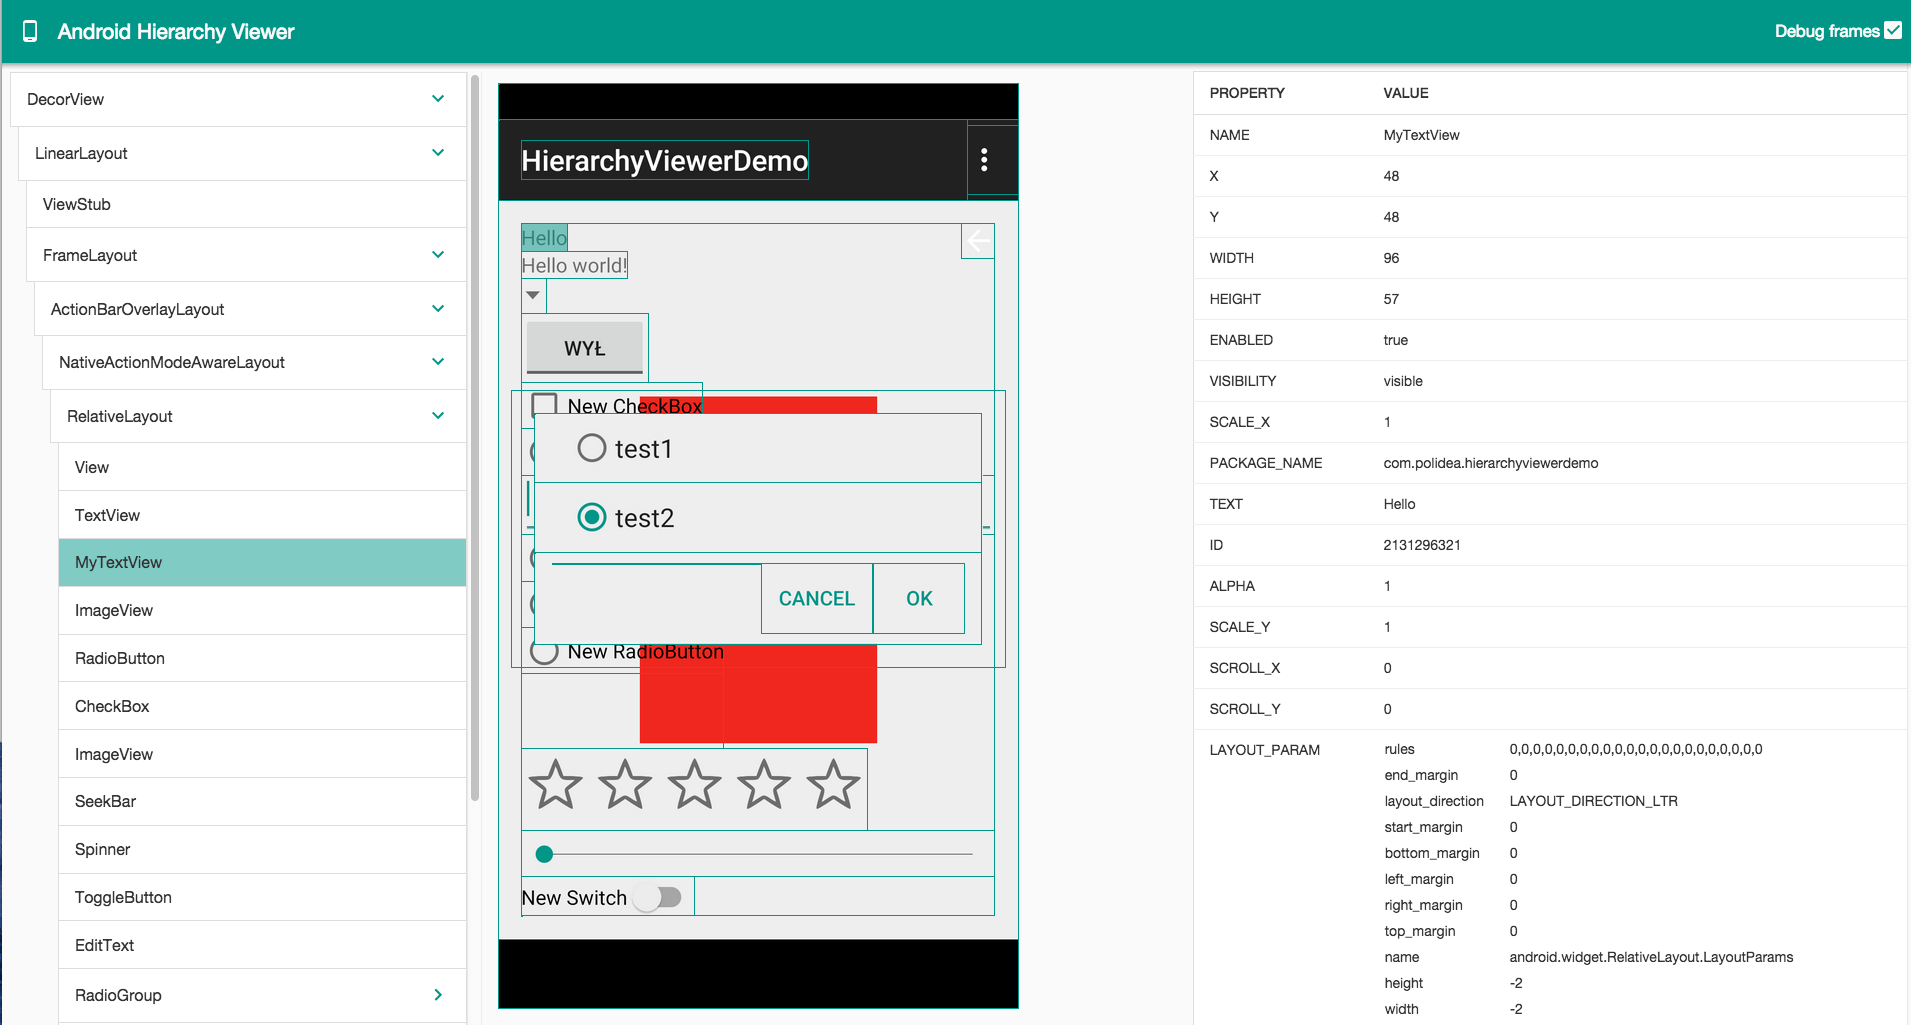 Android Hierarchy Viewer
Debug frames
DecorView
LinearLayout
ViewStub
FrameLayout
ActionBarOverlayLayout
NativeActionModeAwareLayout
RelativeLayout
View
TextView
MyTextView
ImageView
RadioButton
CheckBox
ImageView
SeekBar
Spinner
ToggleButton
EditText
RadioGroup
HierarchyViewerDemo
Hello
Hello world!
WYŁ
New CheckBox
test1
test2
CANCEL OK
New RadioButton
New Switch
PROPERTY VALUE
NAME MyTextView
X 48
Y 48
WIDTH 96
HEIGHT 57
ENABLED true
VISIBILITY visible
SCALE_X 1
PACKAGE_NAME com.polidea.hierarchyviewerdemo
TEXT Hello
ID 2131296321
ALPHA 1
SCALE_Y 1
SCROLL_X 0
SCROLL_Y 0
LAYOUT_PARAM rules 0,0,0,0,0,0,0,0,0,0,0,0,0,0,0,0,0,0,0,0,0,0
end_margin 0
layout_direction LAYOUT_DIRECTION_LTR
start_margin 0
bottom_margin 0
left_margin 0
right_margin 0
top_margin 0
name android.widget.RelativeLayout.LayoutParams
height -2
width -2